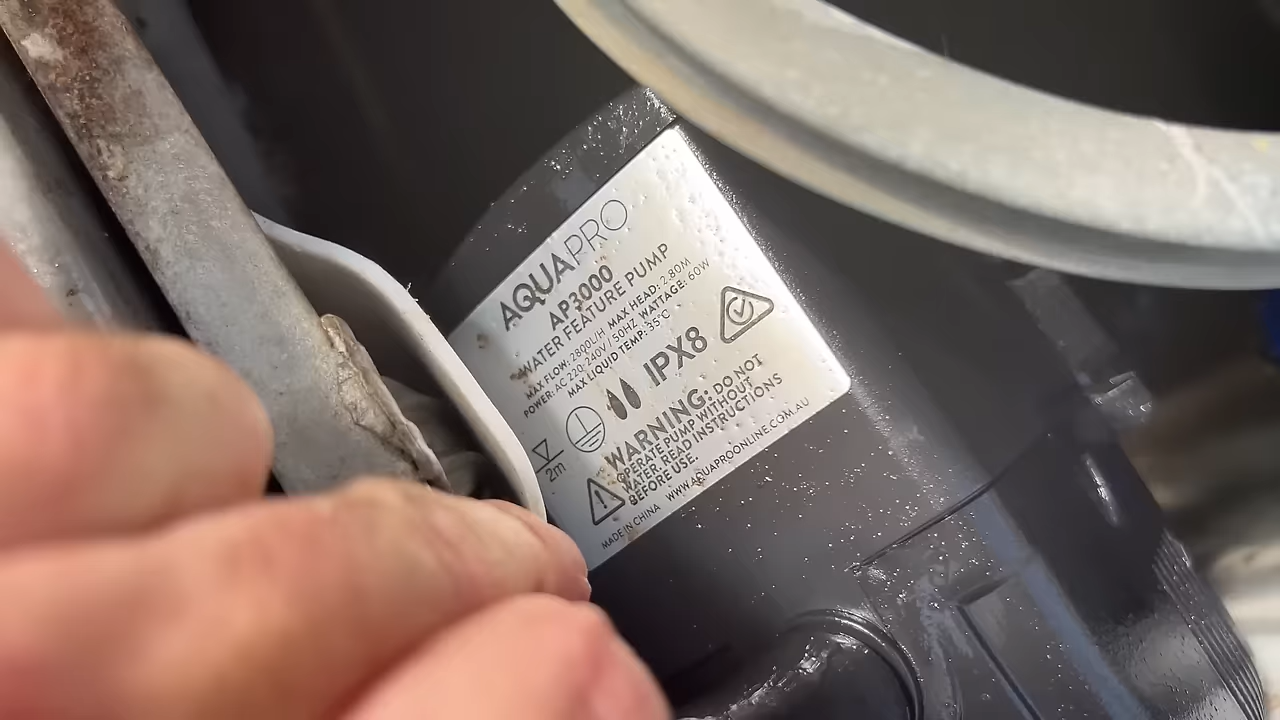 AQUAPRO
AP3000
WATER FEATURE PUMP
MAX FLOW: 2800L/H MAX HEAD: 2.80M
POWER: AC 220-240V / 50HZ WATTAGE: 60W
MAX LIQUID TEMP: 35°C
2m
IPX8
WARNING: DO NOT
OPERATE PUMP WITHOUT
WATER. READ INSTRUCTIONS
BEFORE USE.
MADE IN CHINA WWW.AQUAPROONLINE.COM.AU